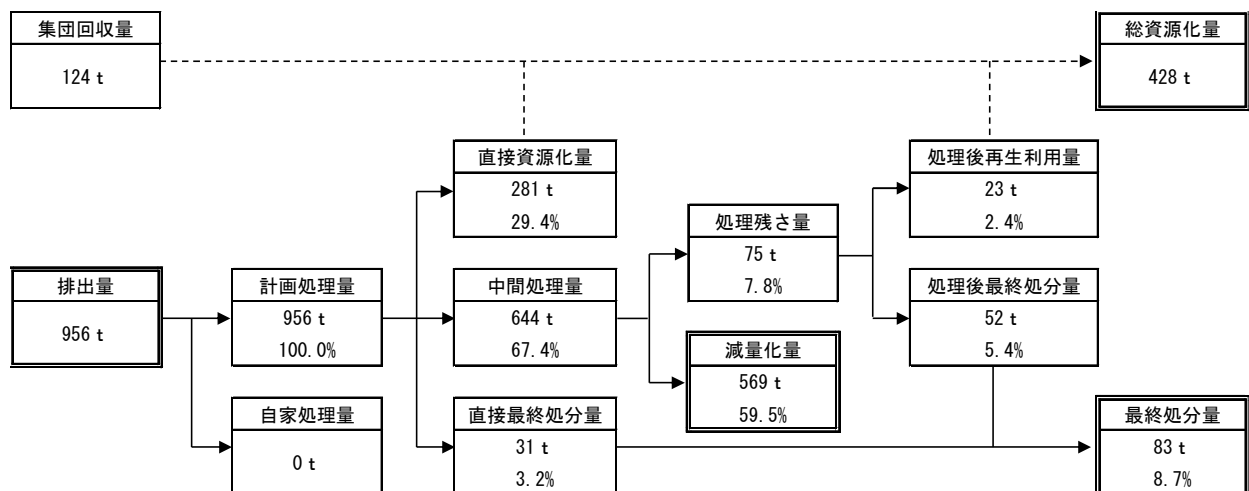 集団回収量
124 t
総資源化量
428 t
直接資源化量
281 t
29.4%
処理後再生利用量
23 t
2.4%
処理残さ量
75 t
7.8%
排出量
956 t
計画処理量
956 t
100.0%
中間処理量
644 t
67.4%
処理後最終処分量
52 t
5.4%
減量化量
569 t
59.5%
自家処理量
0 t
直接最終処分量
31 t
3.2%
最終処分量
83 t
8.7%